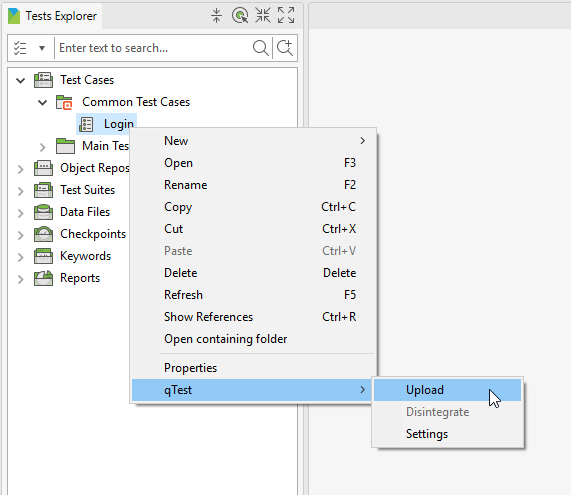 Tests Explorer
Enter text to search...
Test Cases
Common Test Cases
Login
Main Tes
Object Repos
Test Suites
Data Files
Checkpoints
Keywords
Reports
New
Open F3
Rename F2
Copy Ctrl+C
Cut Ctrl+X
Paste Ctrl+V
Delete Delete
Refresh F5
Show References Ctrl+R
Open containing folder
Properties
qTest
Upload
Disintegrate
Settings